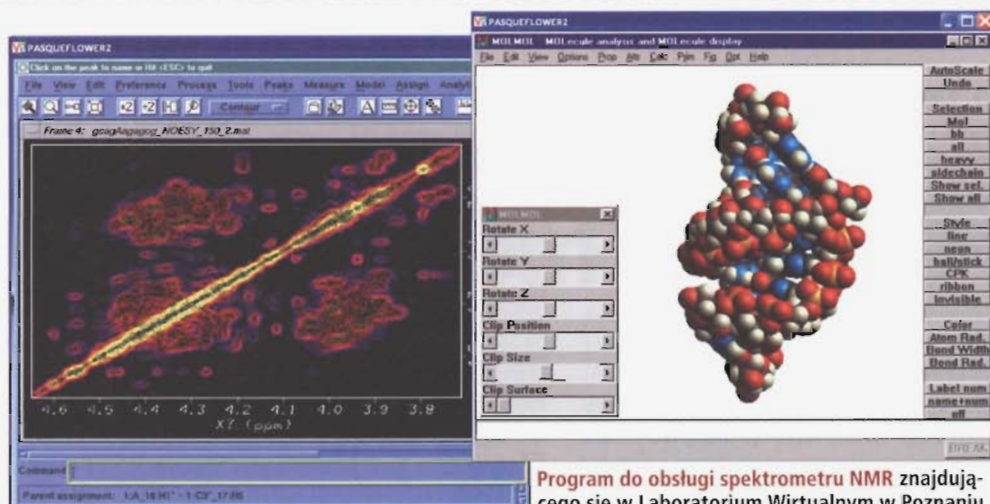 PASQUEFLOWER2
Click on the peak to name or Hit <ESC> to quit
File View Edit Preference Process Tools Peaks Measure Model Assign
Contour
Frame 4: gcagAagagcg_NOESY_150_2.mat
4.6 4.5 4.4 4.3 4.2 4.1 4.0 3.9 3.8
XY (ppm)
Command
Parent assignment:
PASQUEFLOWER2
MOLMOL - MOLecule analysis and MOLecule display
File Edit View Options Prop Attr Calc Prim Fig Opt Help
MOLMOL
Rotate X
Rotate Y
Rotate Z
Clip Position
Clip Size
Clip Surface
AutoScale
Undo
Selection
Mol
bb
all
heavy
sidechain
Show sel.
Show all
Style
line
neon
ball/stick
CPK
ribbon
invisible
Color
Atom Rad.
Bond Width
Bond Rad.
Label num
name+num
off
Program do obsługi spektrometru NMR znajdują-
cego się w Laboratorium Wirtualnym w Poznaniu